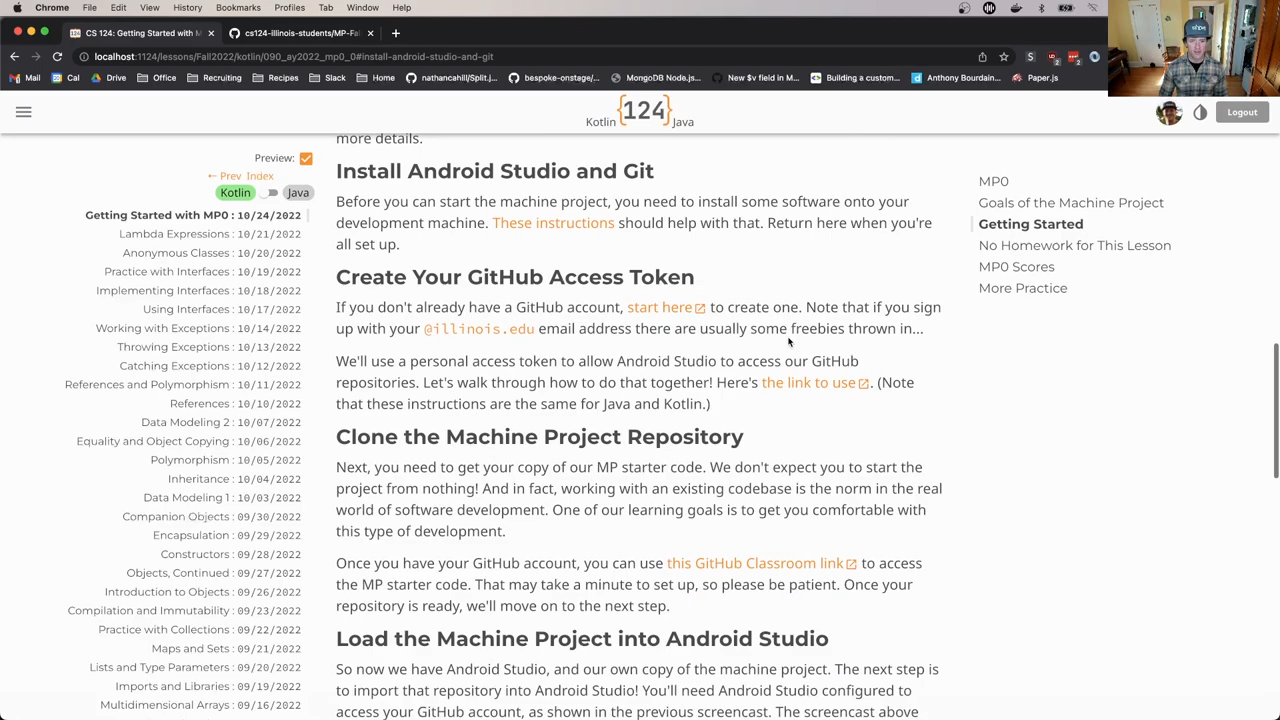 Chrome File Edit View History Bookmarks Profiles Tab Window Help
CS 124: Getting Started with M
cs124-illinois-students/MP-Fal
localhost:1124/lessons/Fall2022/kotlin/090_ay2022_mp0_0#install-android-studio-and-git
Mail Cal Drive Office Recruiting Recipes Slack Home nathancahill/Split.j... bespoke-onstage/... MongoDB Node.js... New $v field in M... Building a custom... Anthony Bourdain... Paper.js
Kotlin {124} Java
Logout
more details.
Preview:
← Prev Index
Kotlin Java
Getting Started with MP0 : 10/24/2022
Lambda Expressions : 10/21/2022
Anonymous Classes : 10/20/2022
Practice with Interfaces : 10/19/2022
Implementing Interfaces : 10/18/2022
Using Interfaces : 10/17/2022
Working with Exceptions : 10/14/2022
Throwing Exceptions : 10/13/2022
Catching Exceptions : 10/12/2022
References and Polymorphism : 10/11/2022
References : 10/10/2022
Data Modeling 2 : 10/07/2022
Equality and Object Copying : 10/06/2022
Polymorphism : 10/05/2022
Inheritance : 10/04/2022
Data Modeling 1 : 10/03/2022
Companion Objects : 09/30/2022
Encapsulation : 09/29/2022
Constructors : 09/28/2022
Objects, Continued : 09/27/2022
Introduction to Objects : 09/26/2022
Compilation and Immutability : 09/23/2022
Practice with Collections : 09/22/2022
Maps and Sets : 09/21/2022
Lists and Type Parameters : 09/20/2022
Imports and Libraries : 09/19/2022
Multidimensional Arrays : 09/16/2022
Install Android Studio and Git
Before you can start the machine project, you need to install some software onto your
development machine. These instructions should help with that. Return here when you're
all set up.
Create Your GitHub Access Token
If you don't already have a GitHub account, start here to create one. Note that if you sign
up with your @illinois.edu email address there are usually some freebies thrown in...
We'll use a personal access token to allow Android Studio to access our GitHub
repositories. Let's walk through how to do that together! Here's the link to use. (Note
that these instructions are the same for Java and Kotlin.)
Clone the Machine Project Repository
Next, you need to get your copy of our MP starter code. We don't expect you to start the
project from nothing! And in fact, working with an existing codebase is the norm in the real
world of software development. One of our learning goals is to get you comfortable with
this type of development.
Once you have your GitHub account, you can use this GitHub Classroom link to access
the MP starter code. That may take a minute to set up, so please be patient. Once your
repository is ready, we'll move on to the next step.
Load the Machine Project into Android Studio
So now we have Android Studio, and our own copy of the machine project. The next step is
to import that repository into Android Studio! You'll need Android Studio configured to
access your GitHub account, as shown in the previous screencast. The screencast above
MP0
Goals of the Machine Project
Getting Started
No Homework for This Lesson
MP0 Scores
More Practice